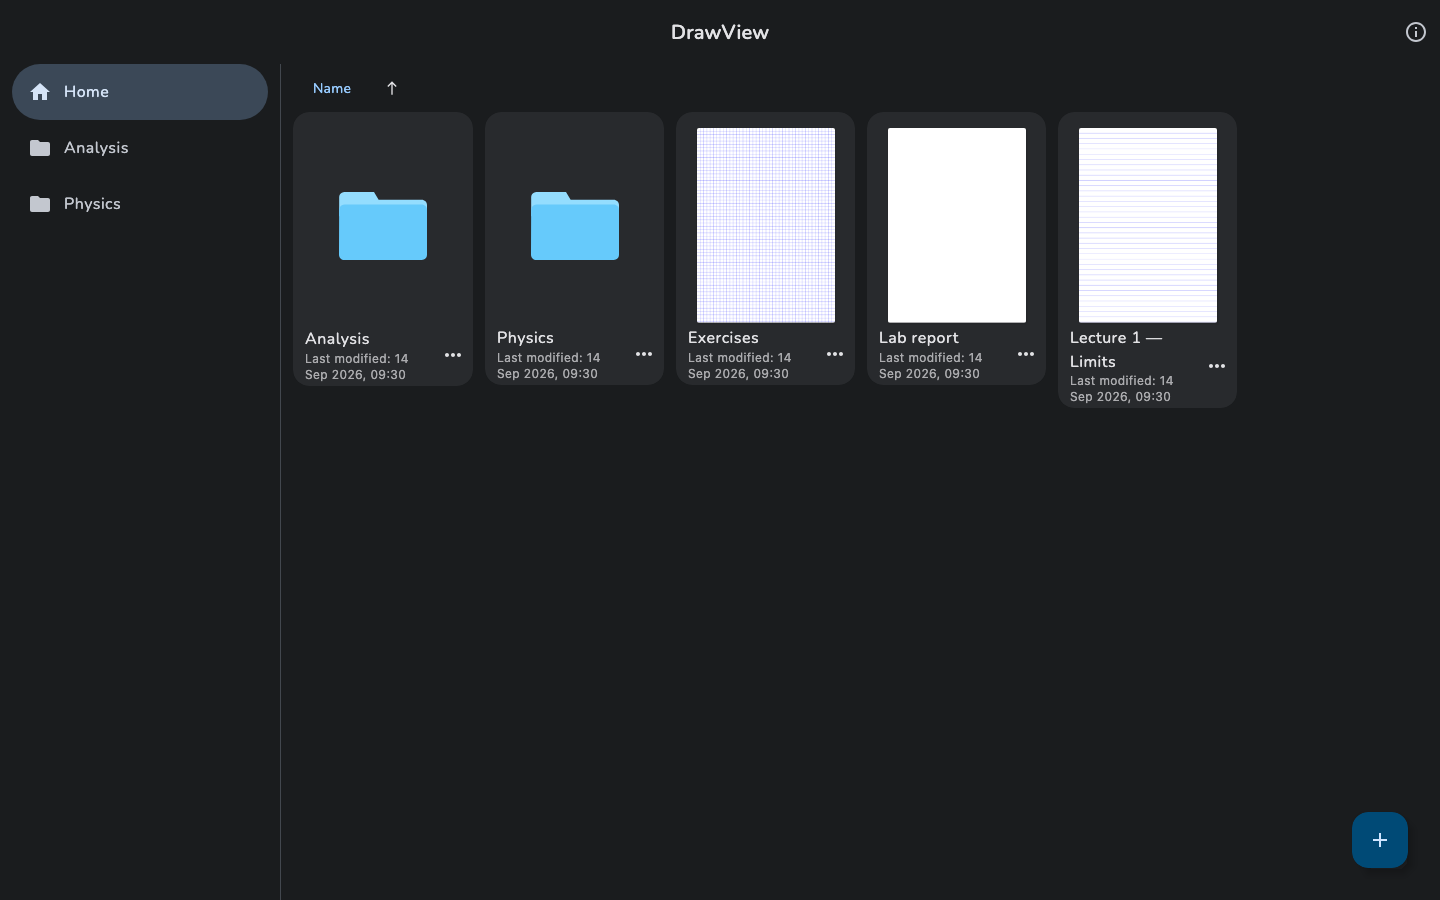 DrawView
Home
Analysis
Physics
Name
Analysis
Last modified: 14
Sep 2026, 09:30
Physics
Last modified: 14
Sep 2026, 09:30
Exercises
Last modified: 14
Sep 2026, 09:30
Lab report
Last modified: 14
Sep 2026, 09:30
Lecture 1 —
Limits
Last modified: 14
Sep 2026, 09:30